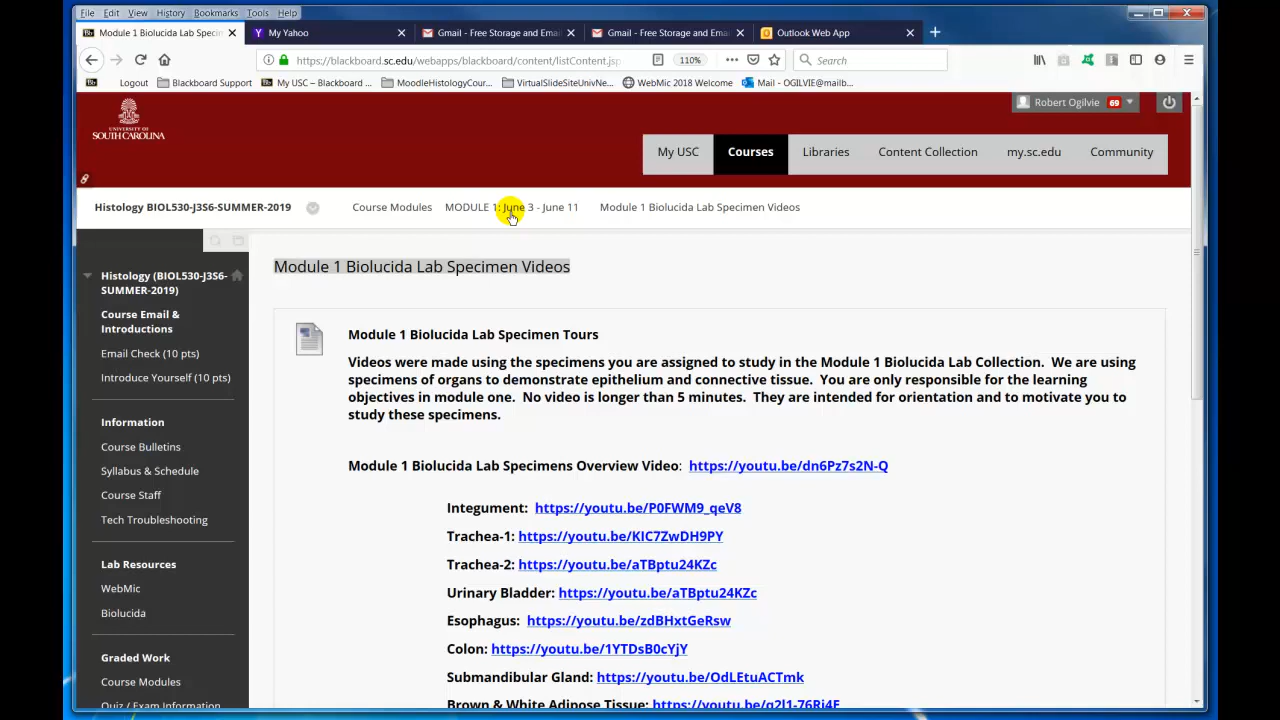 File Edit View History Bookmarks Tools Help
Module 1 Biolucida Lab Specim
My Yahoo
Gmail - Free Storage and Emai
Gmail - Free Storage and Emai
Outlook Web App
https://blackboard.sc.edu/webapps/blackboard/content/listContent.jsp
110%
Search
Logout
Blackboard Support
My USC – Blackboard ...
MoodleHistologyCour...
VirtualSlideSiteUnivNe...
WebMic 2018 Welcome
Mail - OGILVIE@mailb...
Robert Ogilvie 69
UNIVERSITY OF
SOUTH CAROLINA
My USC
Courses
Libraries
Content Collection
my.sc.edu
Community
Histology BIOL530-J3S6-SUMMER-2019
Course Modules
MODULE 1: June 3 - June 11
Module 1 Biolucida Lab Specimen Videos
Histology (BIOL530-J3S6-
SUMMER-2019)
Course Email &
Introductions
Email Check (10 pts)
Introduce Yourself (10 pts)
Information
Course Bulletins
Syllabus & Schedule
Course Staff
Tech Troubleshooting
Lab Resources
WebMic
Biolucida
Graded Work
Course Modules
Quiz / Exam Information
Module 1 Biolucida Lab Specimen Videos
Module 1 Biolucida Lab Specimen Tours
Videos were made using the specimens you are assigned to study in the Module 1 Biolucida Lab Collection. We are using
specimens of organs to demonstrate epithelium and connective tissue. You are only responsible for the learning
objectives in module one. No video is longer than 5 minutes. They are intended for orientation and to motivate you to
study these specimens.
Module 1 Biolucida Lab Specimens Overview Video: https://youtu.be/dn6Pz7s2N-Q
Integument: https://youtu.be/P0FWM9_qeV8
Trachea-1: https://youtu.be/KIC7ZwDH9PY
Trachea-2: https://youtu.be/aTBptu24KZc
Urinary Bladder: https://youtu.be/aTBptu24KZc
Esophagus: https://youtu.be/zdBHxtGeRsw
Colon: https://youtu.be/1YTDsB0cYjY
Submandibular Gland: https://youtu.be/OdLEtuACTmk
Brown & White Adipose Tissue: